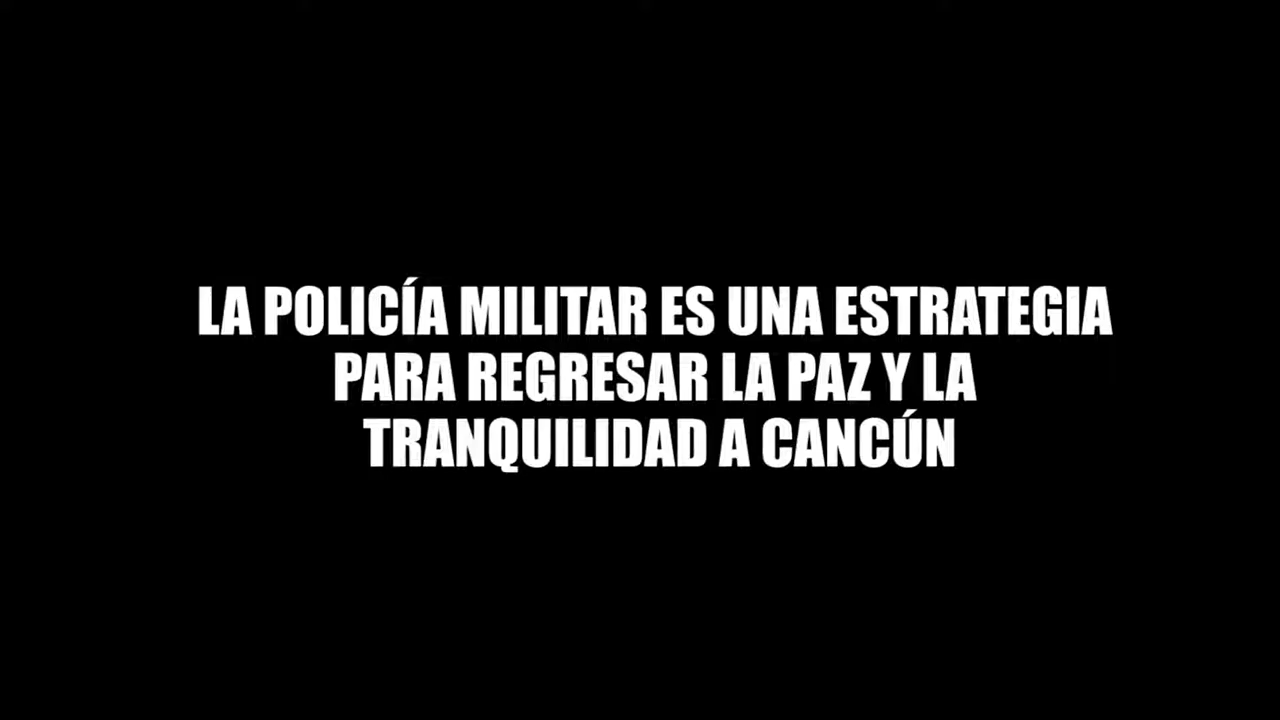 LA POLICÍA MILITAR ES UNA ESTRATEGIA
PARA REGRESAR LA PAZ Y LA
TRANQUILIDAD A CANCÚN